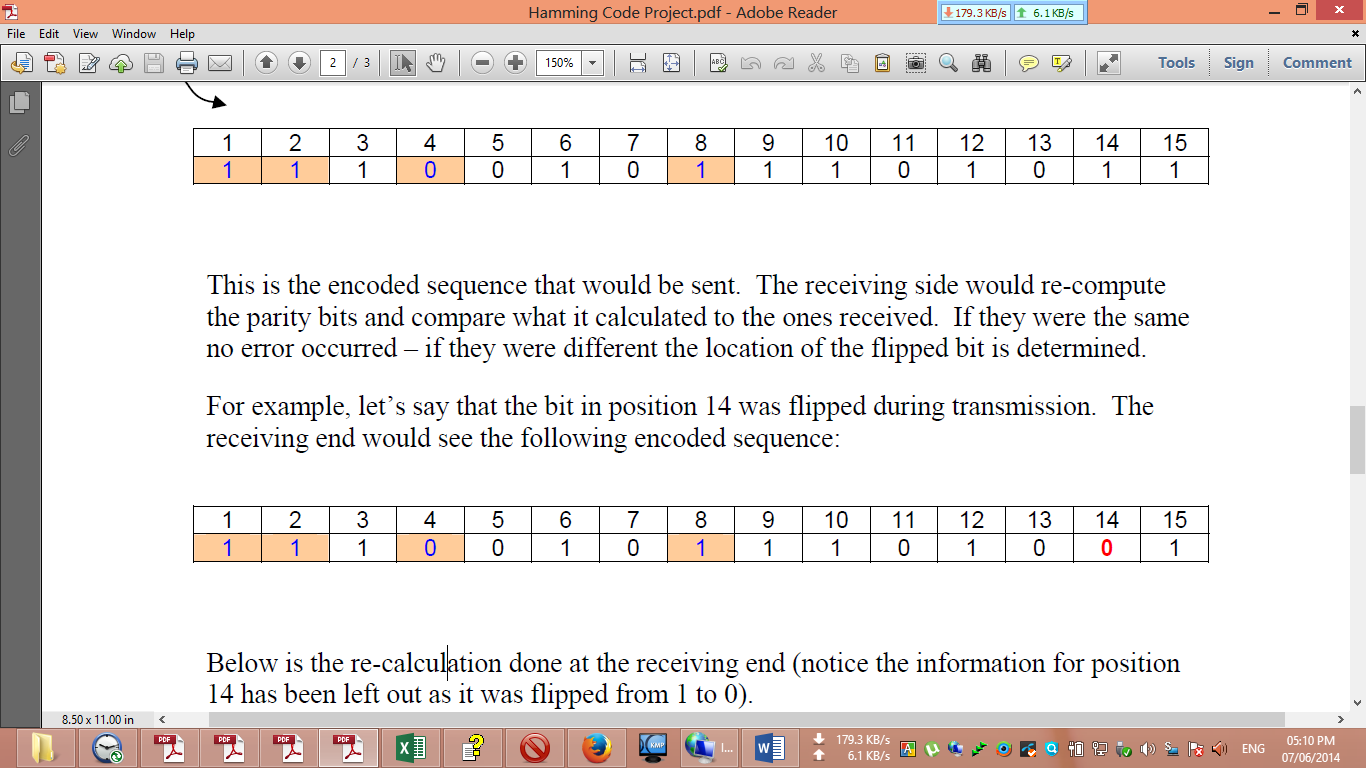 Hamming Code Project.pdf - Adobe Reader
179.3 KB/s 6.1 KB/s
File Edit View Window Help
2 / 3 150% Tools Sign Comment
1 2 3 4 5 6 7 8 9 10 11 12 13 14 15
1 1 1 0 0 1 0 1 1 1 0 1 0 1 1
This is the encoded sequence that would be sent. The receiving side would re-compute
the parity bits and compare what it calculated to the ones received. If they were the same
no error occurred – if they were different the location of the flipped bit is determined.
For example, let’s say that the bit in position 14 was flipped during transmission. The
receiving end would see the following encoded sequence:
1 2 3 4 5 6 7 8 9 10 11 12 13 14 15
1 1 1 0 0 1 0 1 1 1 0 1 0 0 1
Below is the re-calculation done at the receiving end (notice the information for position
14 has been left out as it was flipped from 1 to 0).
8.50 x 11.00 in
PDF PDF PDF PDF KMP I... 179.3 KB/s ENG 05:10 PM
6.1 KB/s 07/06/2014